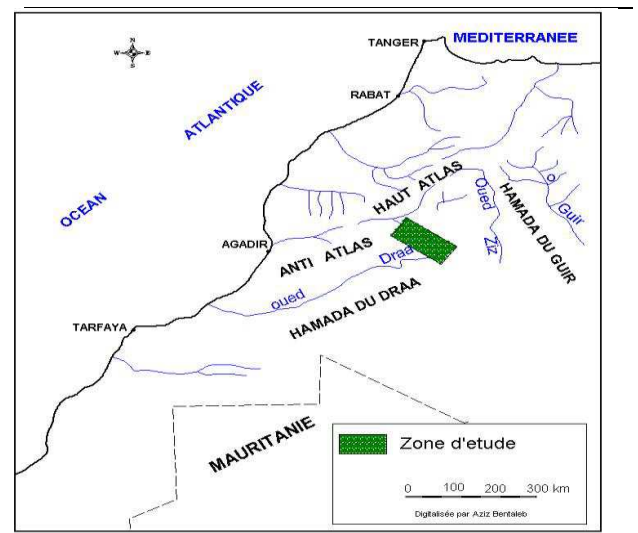 MEDITERRANEE
TANGER
N
W E
S
RABAT
OCEAN ATLANTIQUE
HAUT ATLAS
Oued Ziz
O Guir
HAMADA DU GUIR
AGADIR
ANTI ATLAS
oued Draa
HAMADA DU DRAA
TARFAYA
MAURITANIE
Zone d'etude
0 100 200 300 km
Digitalisée par Aziz Bentaleb